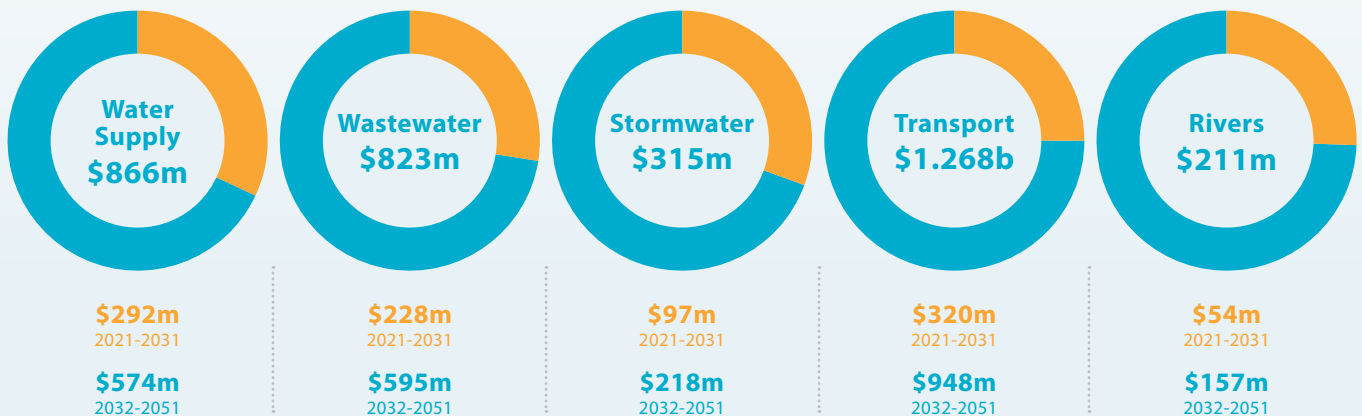 Water
Supply
$866m
Wastewater
$823m
Stormwater
$315m
Transport
$1.268b
Rivers
$211m
$292m
2021-2031
$574m
2032-2051
$228m
2021-2031
$595m
2032-2051
$97m
2021-2031
$218m
2032-2051
$320m
2021-2031
$948m
2032-2051
$54m
2021-2031
$157m
2032-2051